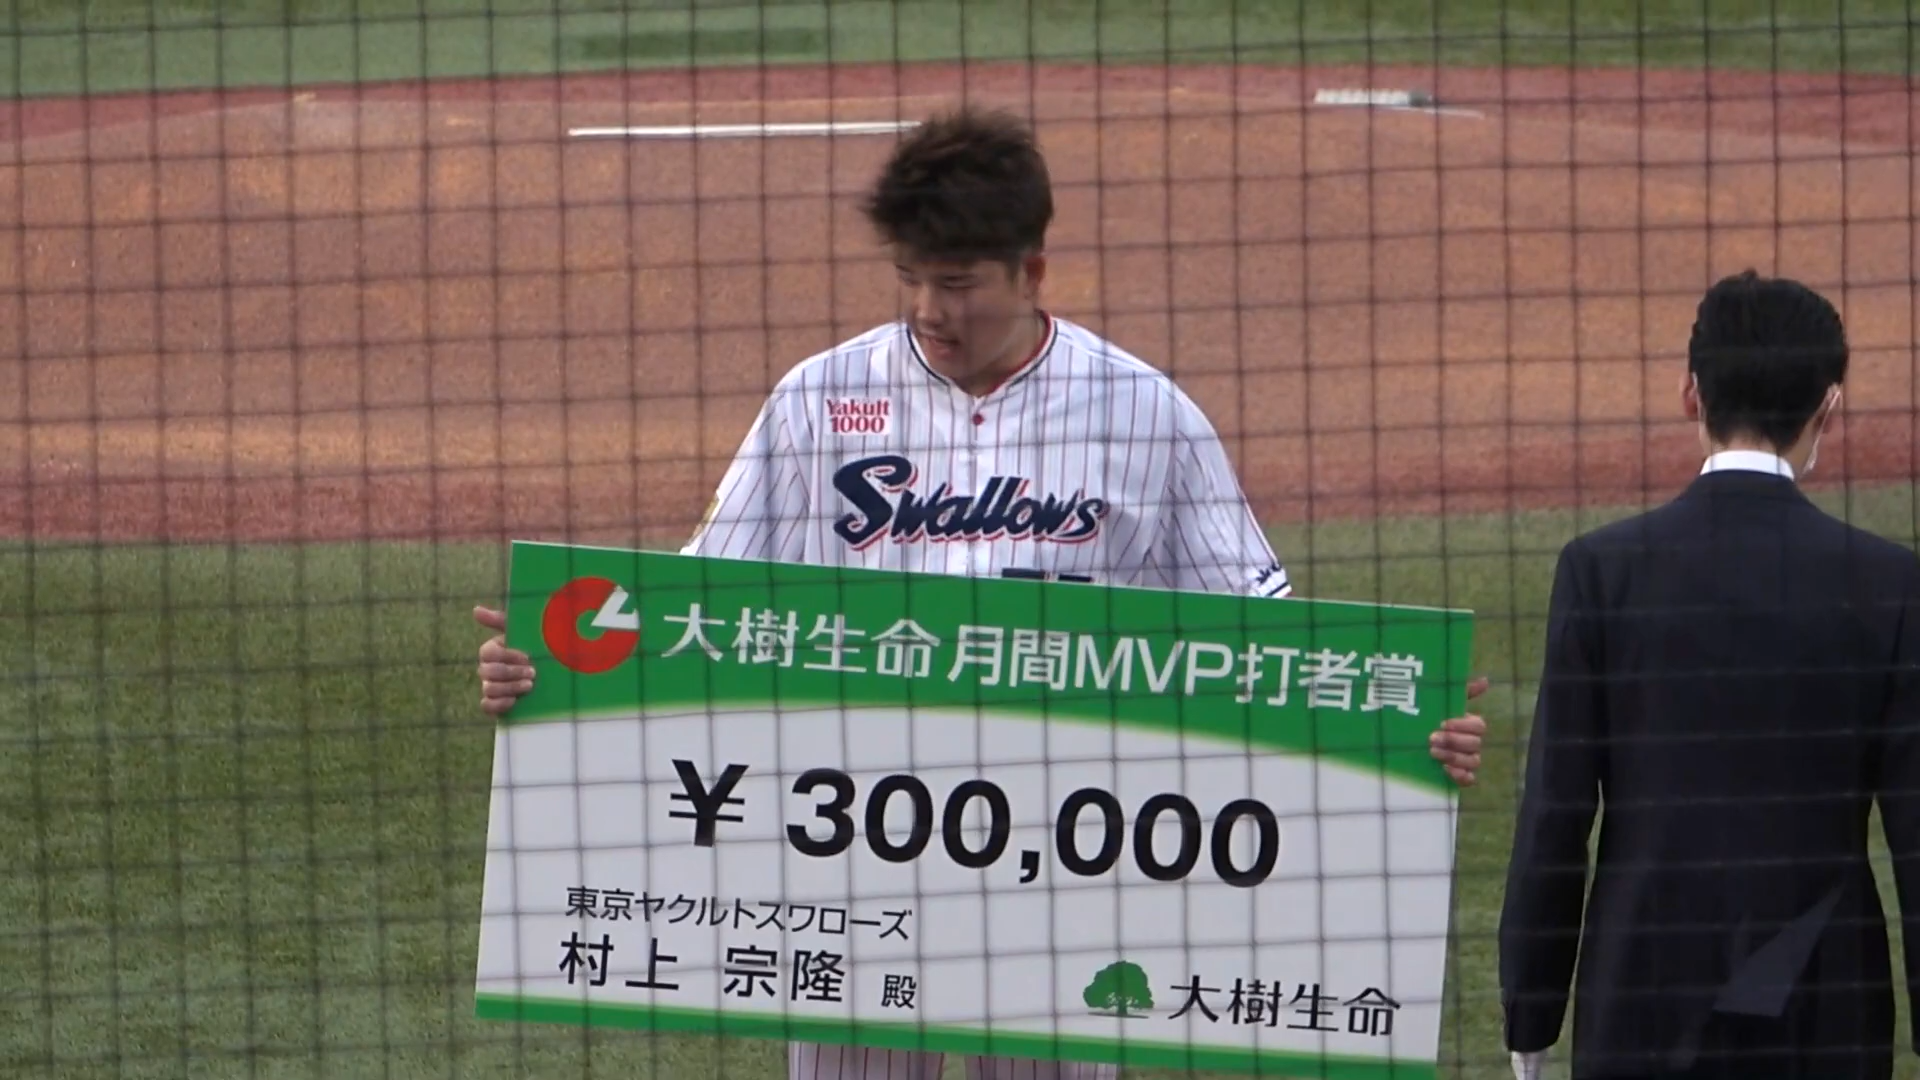 Yakult
1000
Swallows
大樹生命 月間MVP打者賞
¥ 300,000
東京ヤクルトスワローズ
村上 宗隆 殿
大樹生命